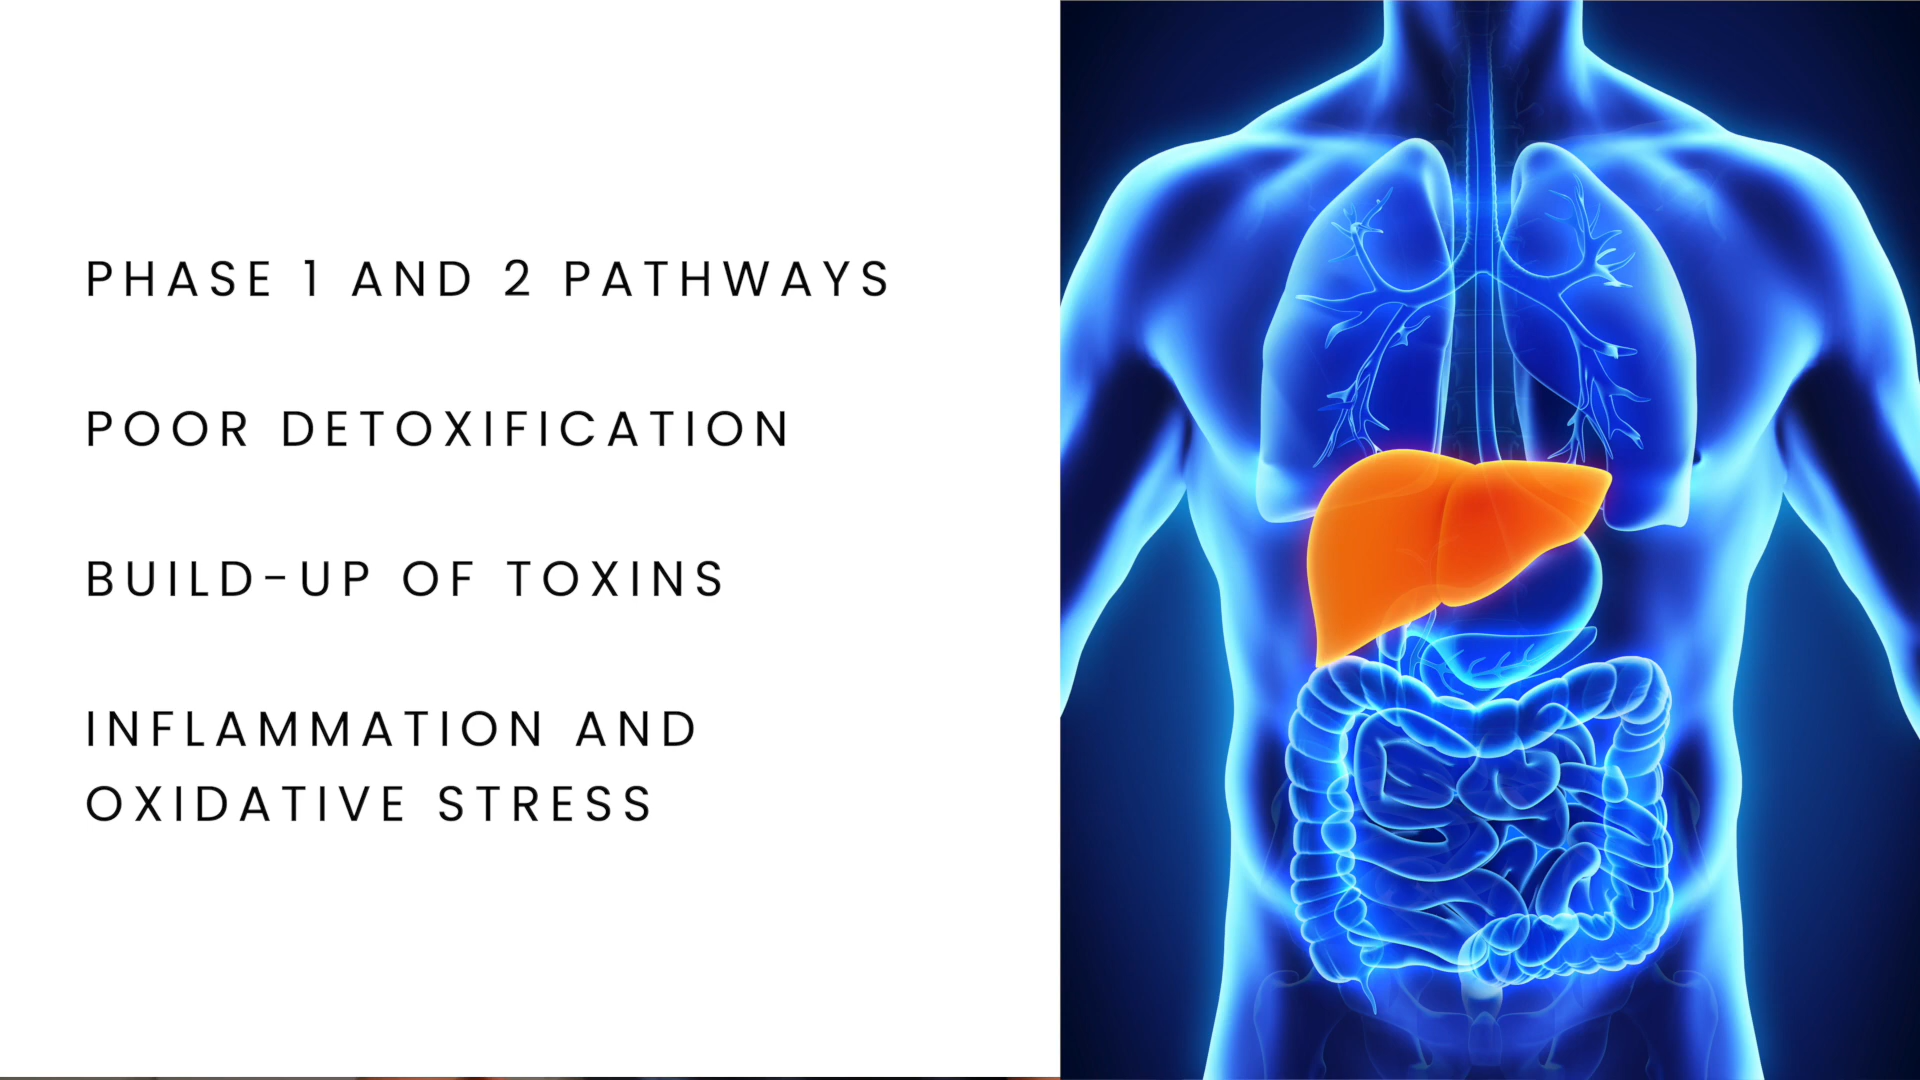 PHASE 1 AND 2 PATHWAYS
POOR DETOXIFICATION
BUILD-UP OF TOXINS
INFLAMMATION AND
OXIDATIVE STRESS